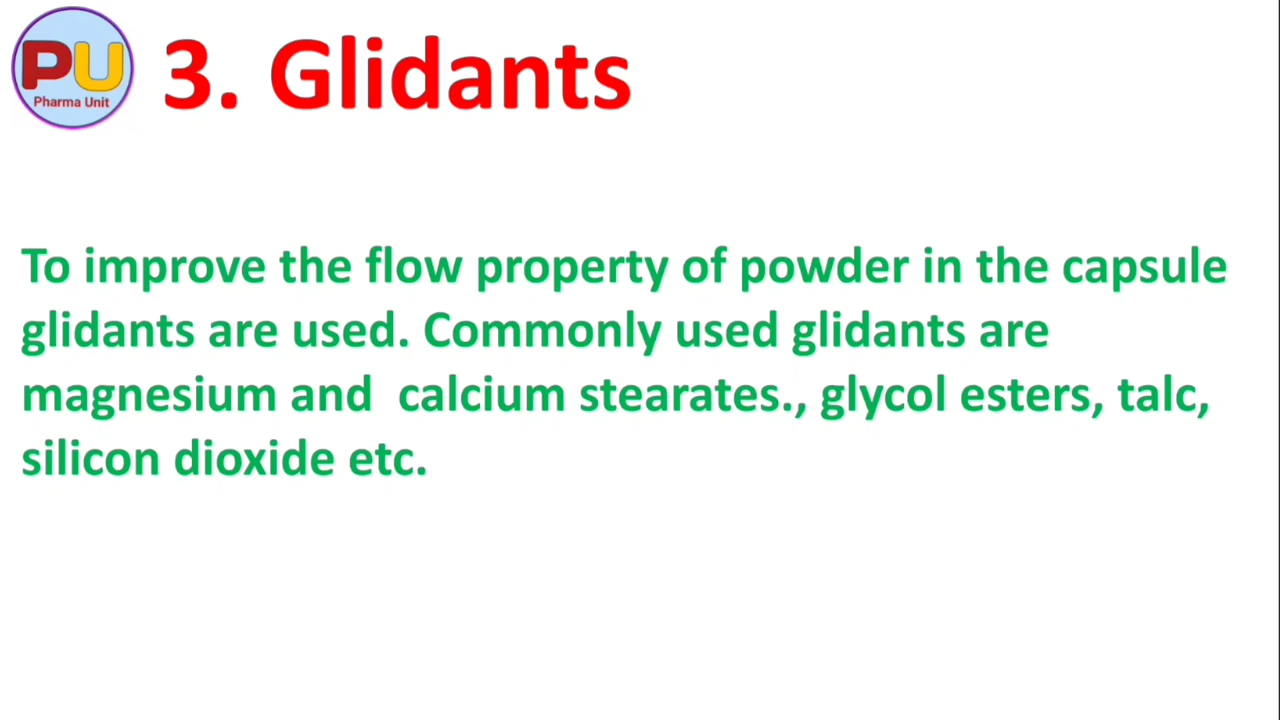 PU
Pharma Unit
3. Glidants
To improve the flow property of powder in the capsule
glidants are used. Commonly used glidants are
magnesium and  calcium stearates., glycol esters, talc,
silicon dioxide etc.